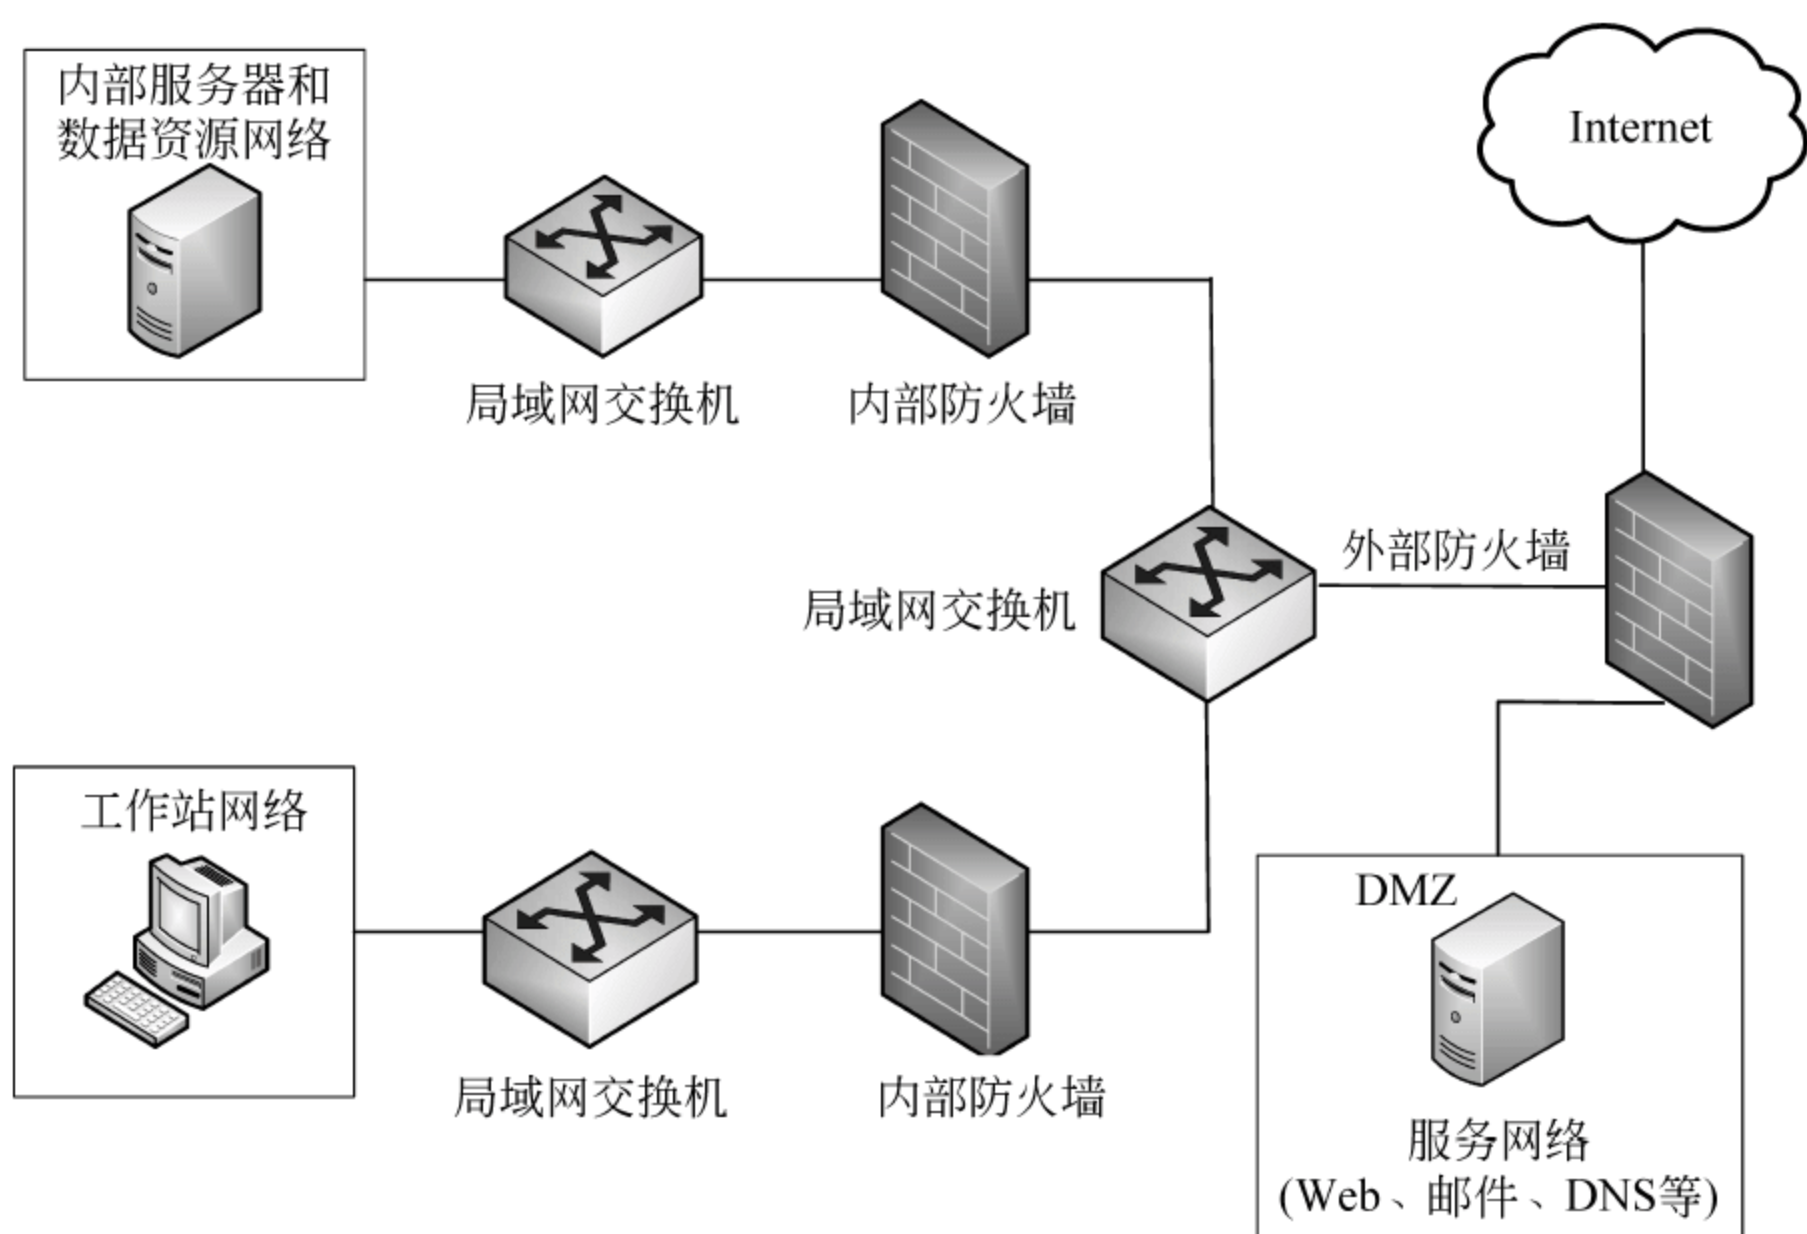 内部服务器和
数据资源网络
Internet
局域网交换机
内部防火墙
外部防火墙
局域网交换机
工作站网络
DMZ
局域网交换机
内部防火墙
服务网络
(Web、邮件、DNS等)